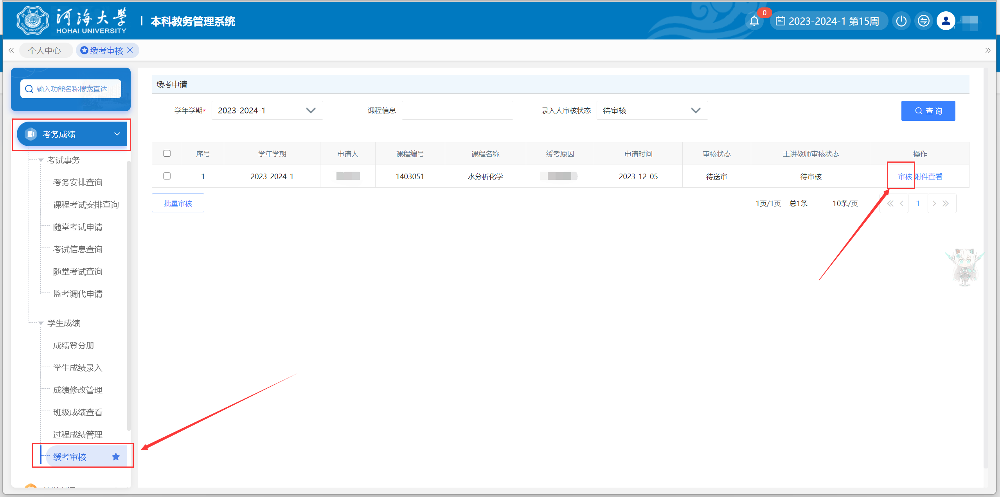 河海大学
HOHAI UNIVERSITY
本科教务管理系统
0
2023-2024-1 第15周
个人中心
缓考审核
输入功能名称搜索直达
考务成绩
考试事务
考务安排查询
课程考试安排查询
随堂考试申请
考试信息查询
随堂考试查询
监考调代申请
学生成绩
成绩登分册
学生成绩录入
成绩修改管理
班级成绩查看
过程成绩管理
缓考审核
缓考申请
学年学期* 2023-2024-1 课程信息 录入人审核状态 待审核 查 询
序号 学年学期 申请人 课程编号 课程名称 缓考原因 申请时间 审核状态 主讲教师审核状态 操作
1 2023-2024-1 1403051 水分析化学 2023-12-05 待送审 待审核 审核 附件查看
批量审核 1页/1页 总1条 10条/页 1